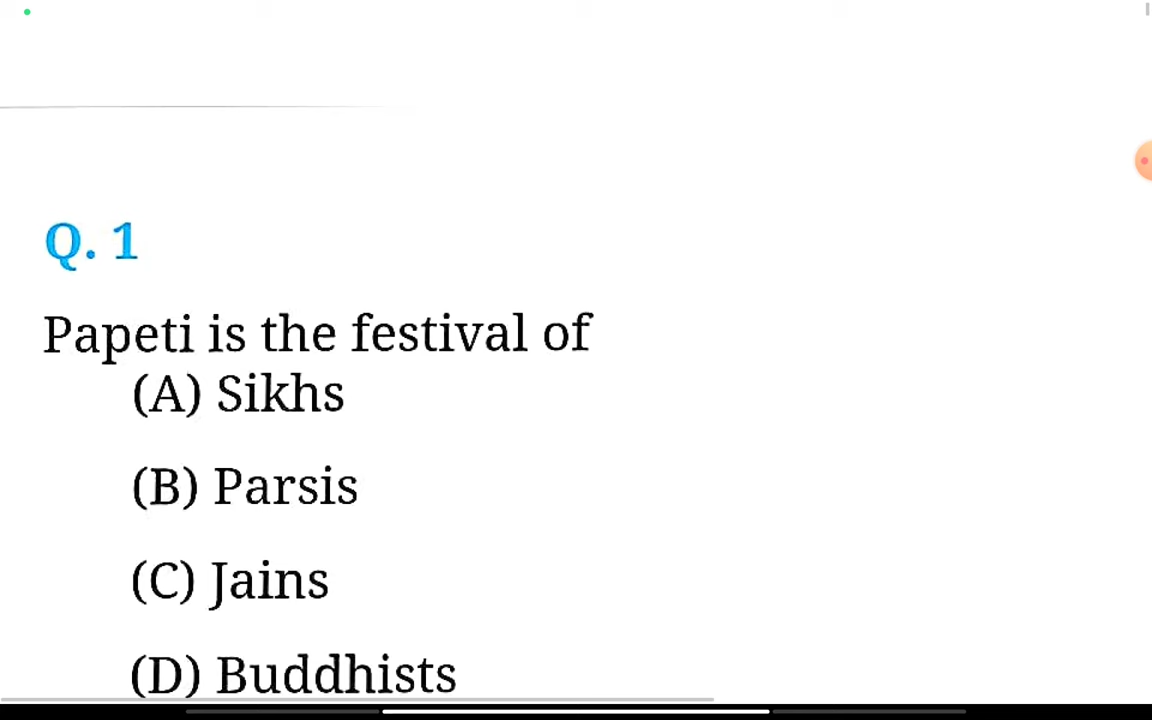 Q. 1
Papeti is the festival of
(A) Sikhs
(B) Parsis
(C) Jains
(D) Buddhists